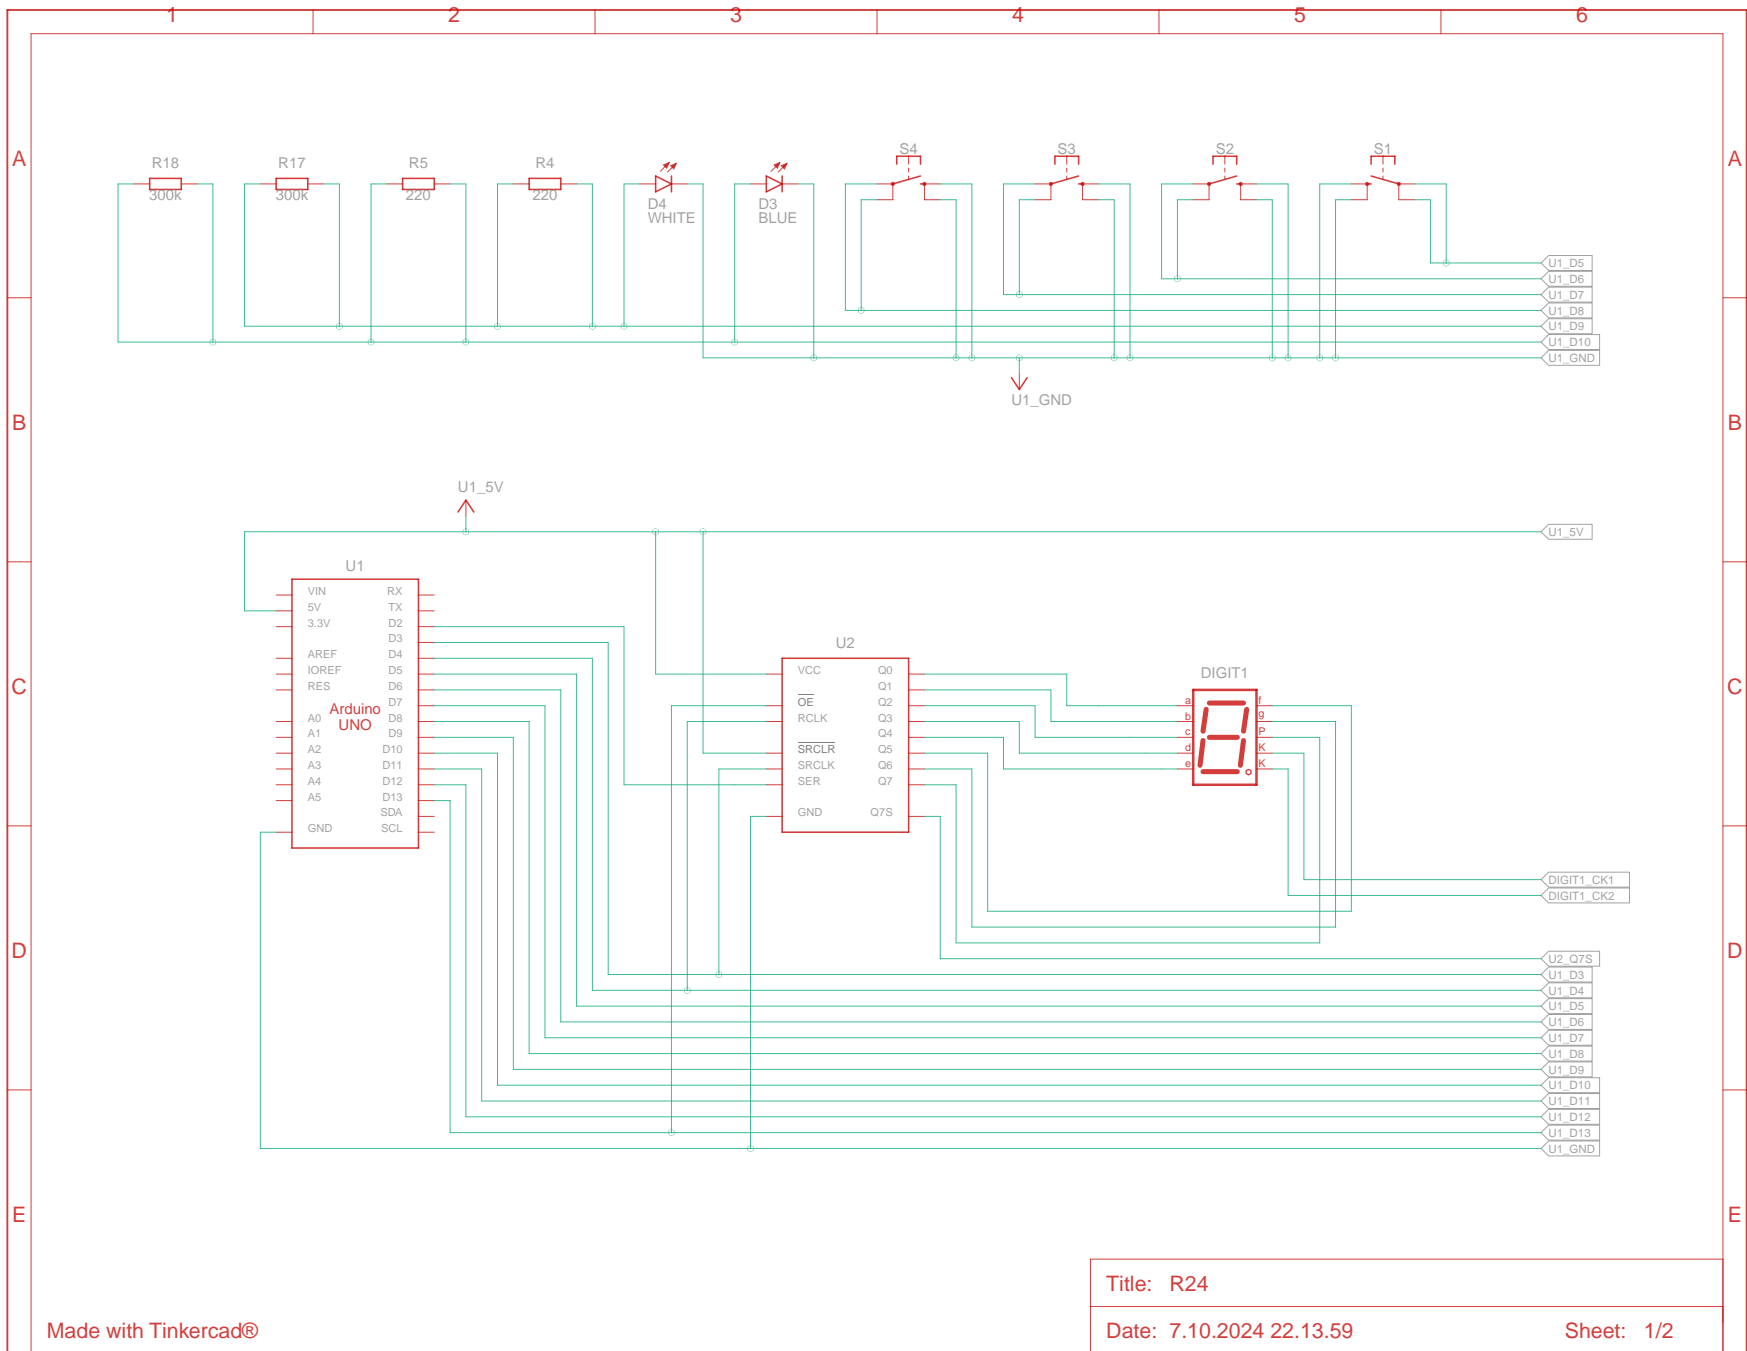 1 2 3 4 5 6
A A
R18 R17 R5 R4 S4 S3 S2 S1
300k 300k 220 220
D4 D3
WHITE BLUE
U1_D5
U1_D6
U1_D7
U1_D8
U1_D9
U1_D10
U1_GND
U1_GND
B B
U1_5V
U1_5V
U1
VIN RX
5V TX
3.3V D2
D3
AREF D4
IOREF D5
RES D6
D7
Arduino
UNO
A0 D8
A1 D9
A2 D10
A3 D11
A4 D12
A5 D13
SDA
GND SCL
U2
VCC Q0
Q1
OE Q2
RCLK Q3
Q4
SRCLR Q5
SRCLK Q6
SER Q7
GND Q7S
C C
DIGIT1
a f
b g
c P
d K
e K
DIGIT1_CK1
DIGIT1_CK2
D D
U2_Q7S
U1_D3
U1_D4
U1_D5
U1_D6
U1_D7
U1_D8
U1_D9
U1_D10
U1_D11
U1_D12
U1_D13
U1_GND
E E
Title: R24
Made with Tinkercad®
Date: 7.10.2024 22.13.59 Sheet: 1/2